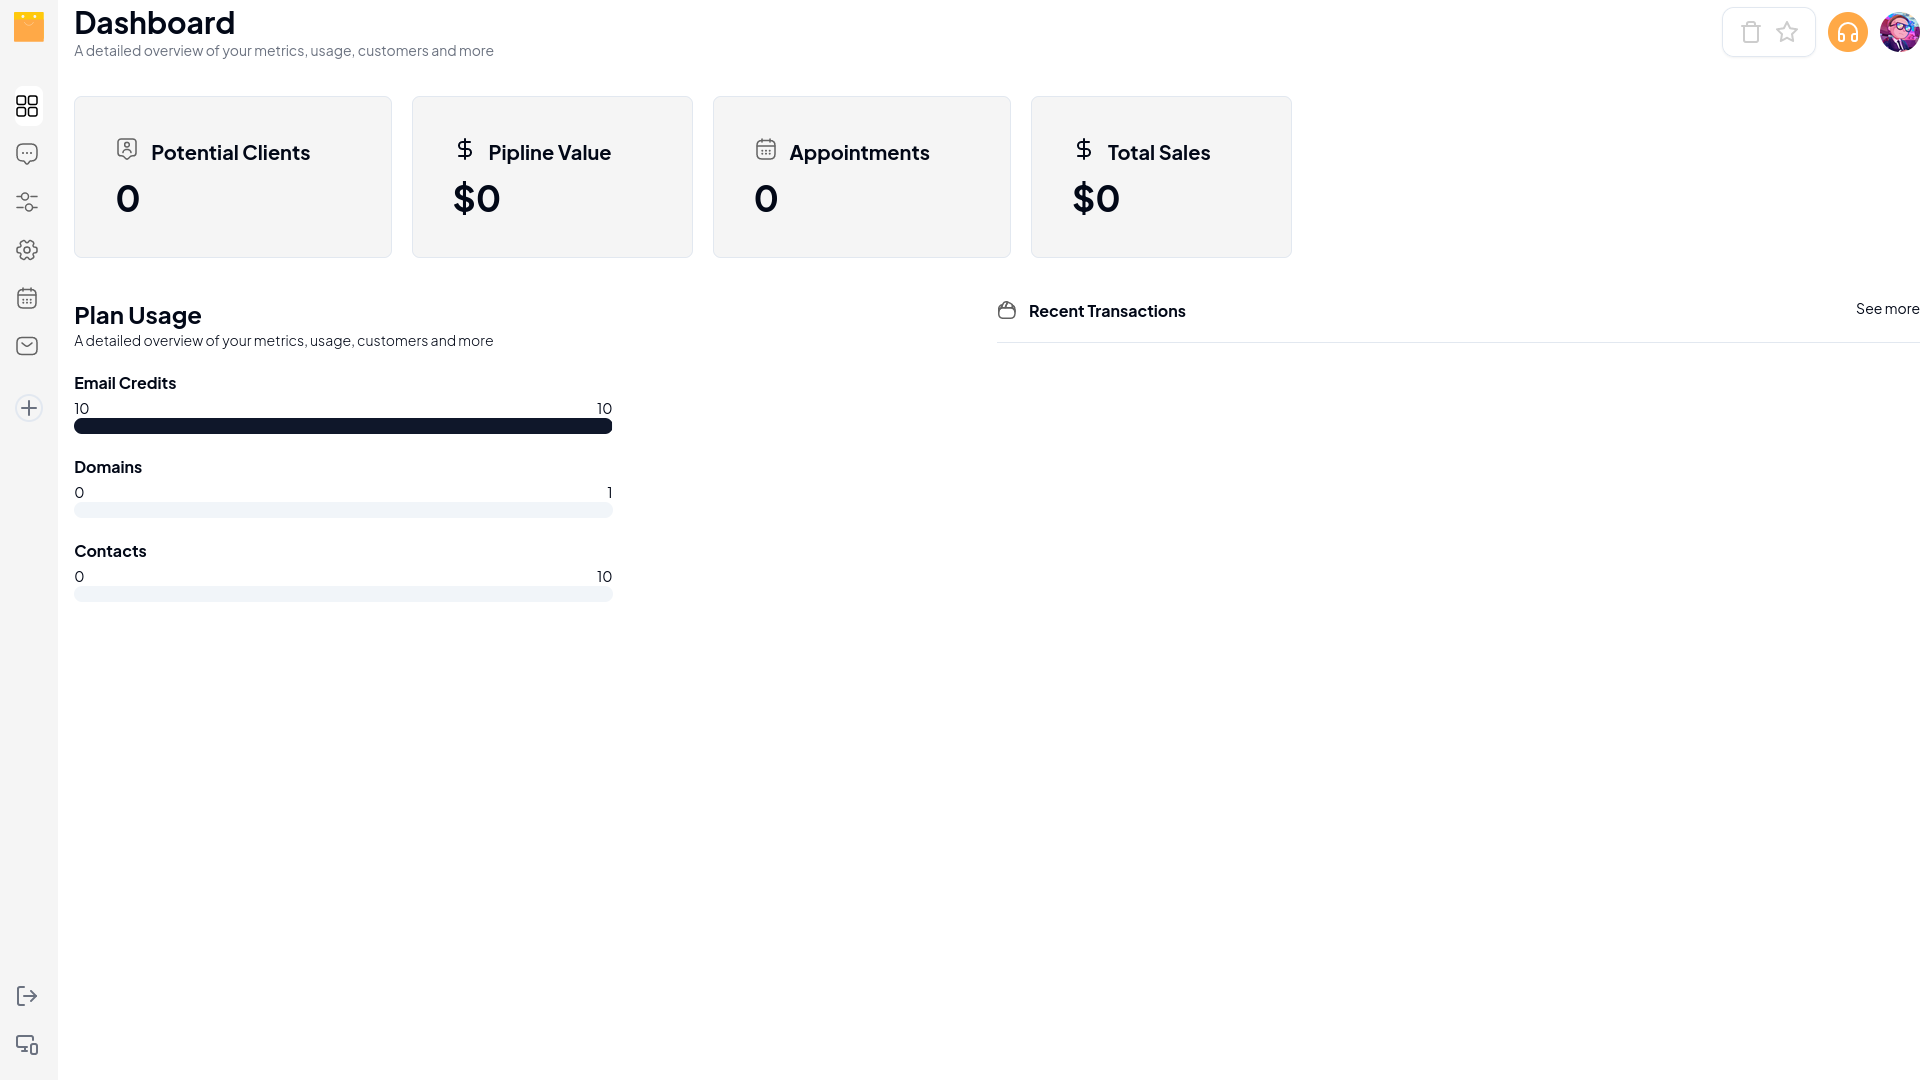 Dashboard
A detailed overview of your metrics, usage, customers and more
Potential Clients
0
Pipline Value
$0
Appointments
0
Total Sales
$0
Plan Usage
A detailed overview of your metrics, usage, customers and more
Email Credits
10 10
Domains
0 1
Contacts
0 10
Recent Transactions
See more